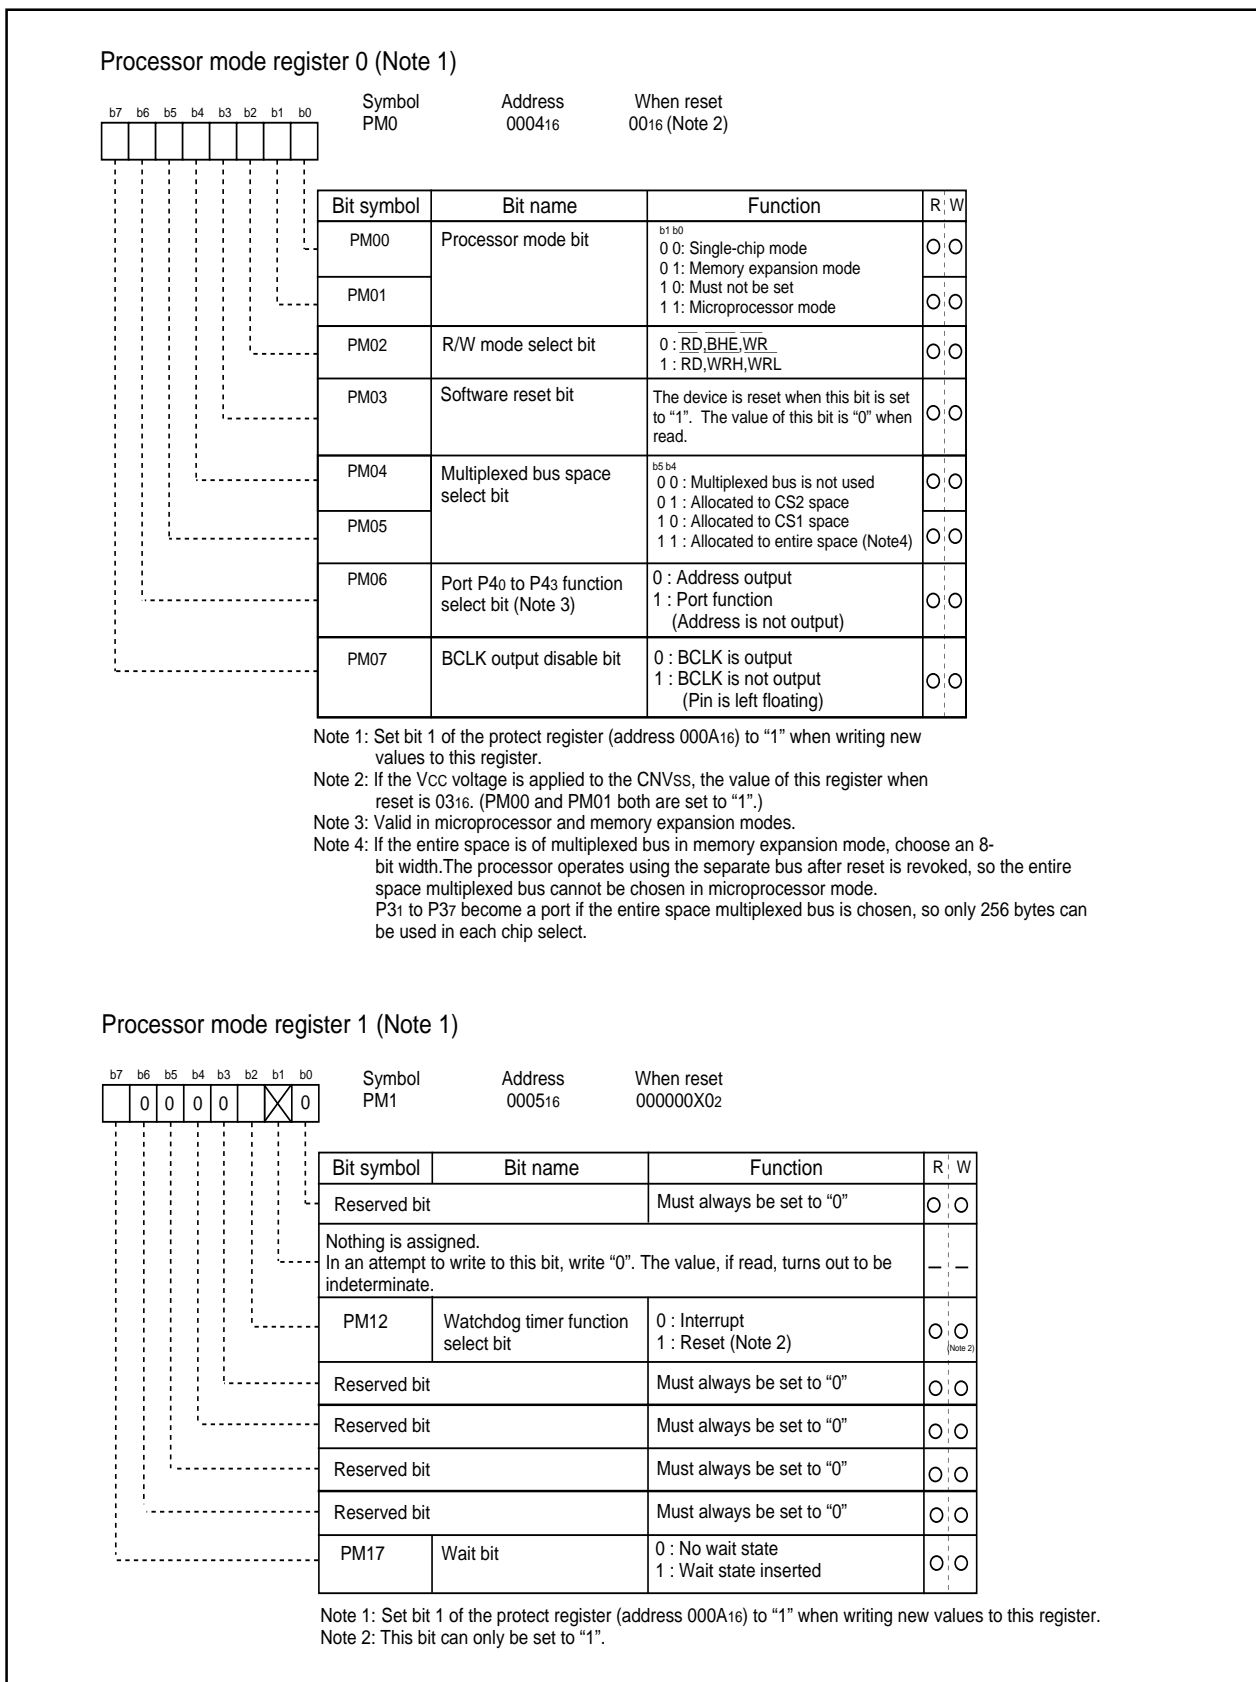 Processor mode register 0 (Note 1)
Symbol Address When reset
PM0 000416 0016 (Note 2)
b7 b6 b5 b4 b3 b2 b1 b0
Bit symbol Bit name Function R W
PM00 Processor mode bit
b1 b0
0 0: Single-chip mode
0 1: Memory expansion mode
1 0: Must not be set
1 1: Microprocessor mode
PM01
PM02 R/W mode select bit
0 : RD,BHE,WR
1 : RD,WRH,WRL
PM03 Software reset bit
The device is reset when this bit is set
to “1”. The value of this bit is “0” when
read.
PM04 Multiplexed bus space
select bit
b5 b4
0 0 : Multiplexed bus is not used
0 1 : Allocated to CS2 space
1 0 : Allocated to CS1 space
1 1 : Allocated to entire space (Note4)
PM05
PM06 Port P40 to P43 function
select bit (Note 3)
0 : Address output
1 : Port function
(Address is not output)
PM07 BCLK output disable bit
0 : BCLK is output
1 : BCLK is not output
(Pin is left floating)
Note 1: Set bit 1 of the protect register (address 000A16) to “1” when writing new
values to this register.
Note 2: If the VCC voltage is applied to the CNVSS, the value of this register when
reset is 0316. (PM00 and PM01 both are set to “1”.)
Note 3: Valid in microprocessor and memory expansion modes.
Note 4: If the entire space is of multiplexed bus in memory expansion mode, choose an 8-
bit width.The processor operates using the separate bus after reset is revoked, so the entire
space multiplexed bus cannot be chosen in microprocessor mode.
P31 to P37 become a port if the entire space multiplexed bus is chosen, so only 256 bytes can
be used in each chip select.
Processor mode register 1 (Note 1)
Symbol Address When reset
PM1 000516 000000X02
b7 b6 b5 b4 b3 b2 b1 b0
0 0 0 0 0
Bit symbol Bit name Function R W
Reserved bit Must always be set to “0”
Nothing is assigned.
In an attempt to write to this bit, write “0”. The value, if read, turns out to be
indeterminate.
– –
PM12 Watchdog timer function
select bit
0 : Interrupt
1 : Reset (Note 2)
(Note 2)
Reserved bit Must always be set to “0”
Reserved bit Must always be set to “0”
Reserved bit Must always be set to “0”
Reserved bit Must always be set to “0”
PM17 Wait bit
0 : No wait state
1 : Wait state inserted
Note 1: Set bit 1 of the protect register (address 000A16) to “1” when writing new values to this register.
Note 2: This bit can only be set to “1”.